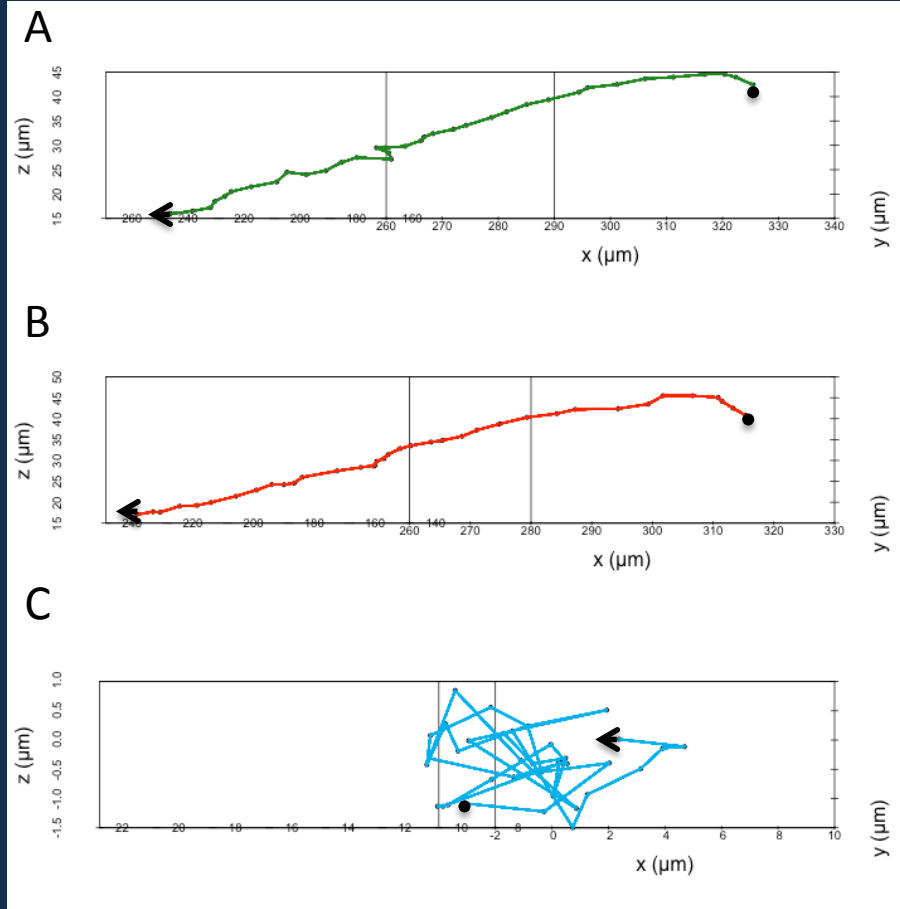 A
45
40
35
30
25
20
15
z (µm)
260 240 220 200 180 160
260 270 280 290 300 310 320 330 340
x (µm)
y (µm)
B
50
45
40
35
30
25
20
15
z (µm)
240 220 200 180 160 140
260 270 280 290 300 310 320 330
x (µm)
y (µm)
C
1.0
0.5
0.0
-0.5
-1.0
-1.5
z (µm)
22 20 18 16 14 12 10 8
-2 0 2 4 6 8 10
x (µm)
y (µm)